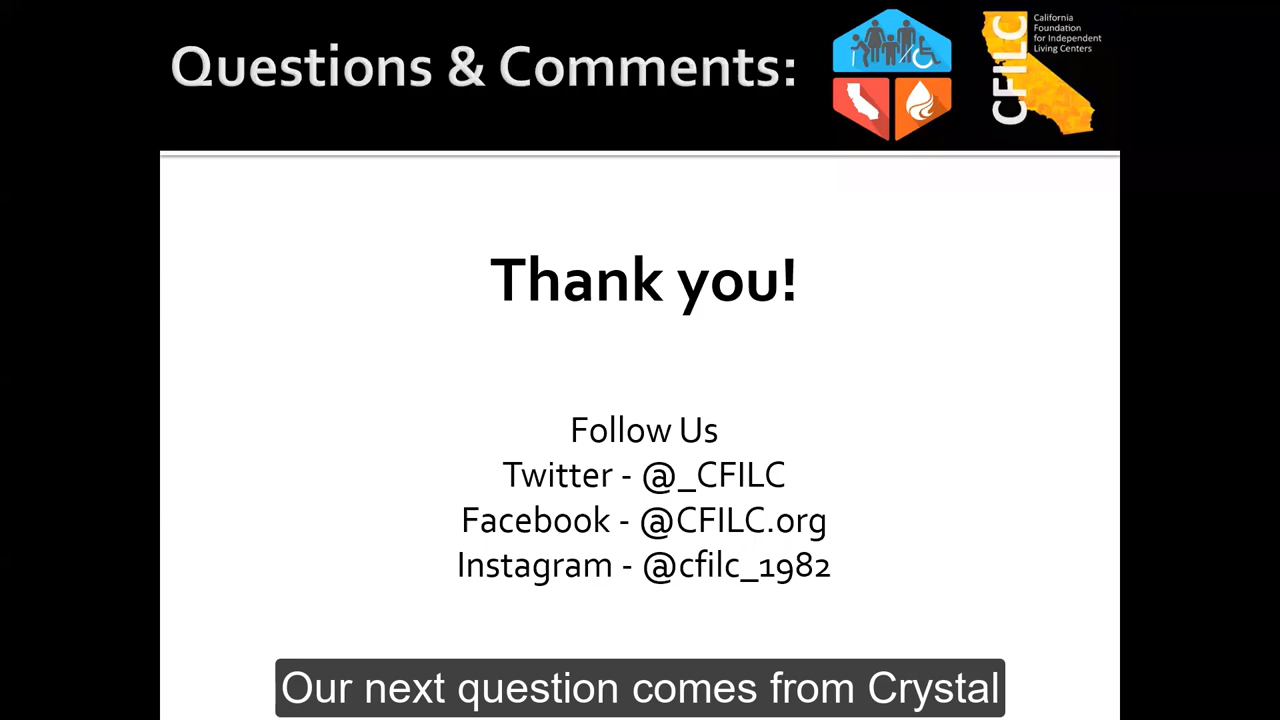 Questions & Comments:
CFILC
California
Foundation
for Independent
Living Centers
Thank you!
Follow Us
Twitter - @_CFILC
Facebook - @CFILC.org
Instagram - @cfilc_1982
Our next question comes from Crystal